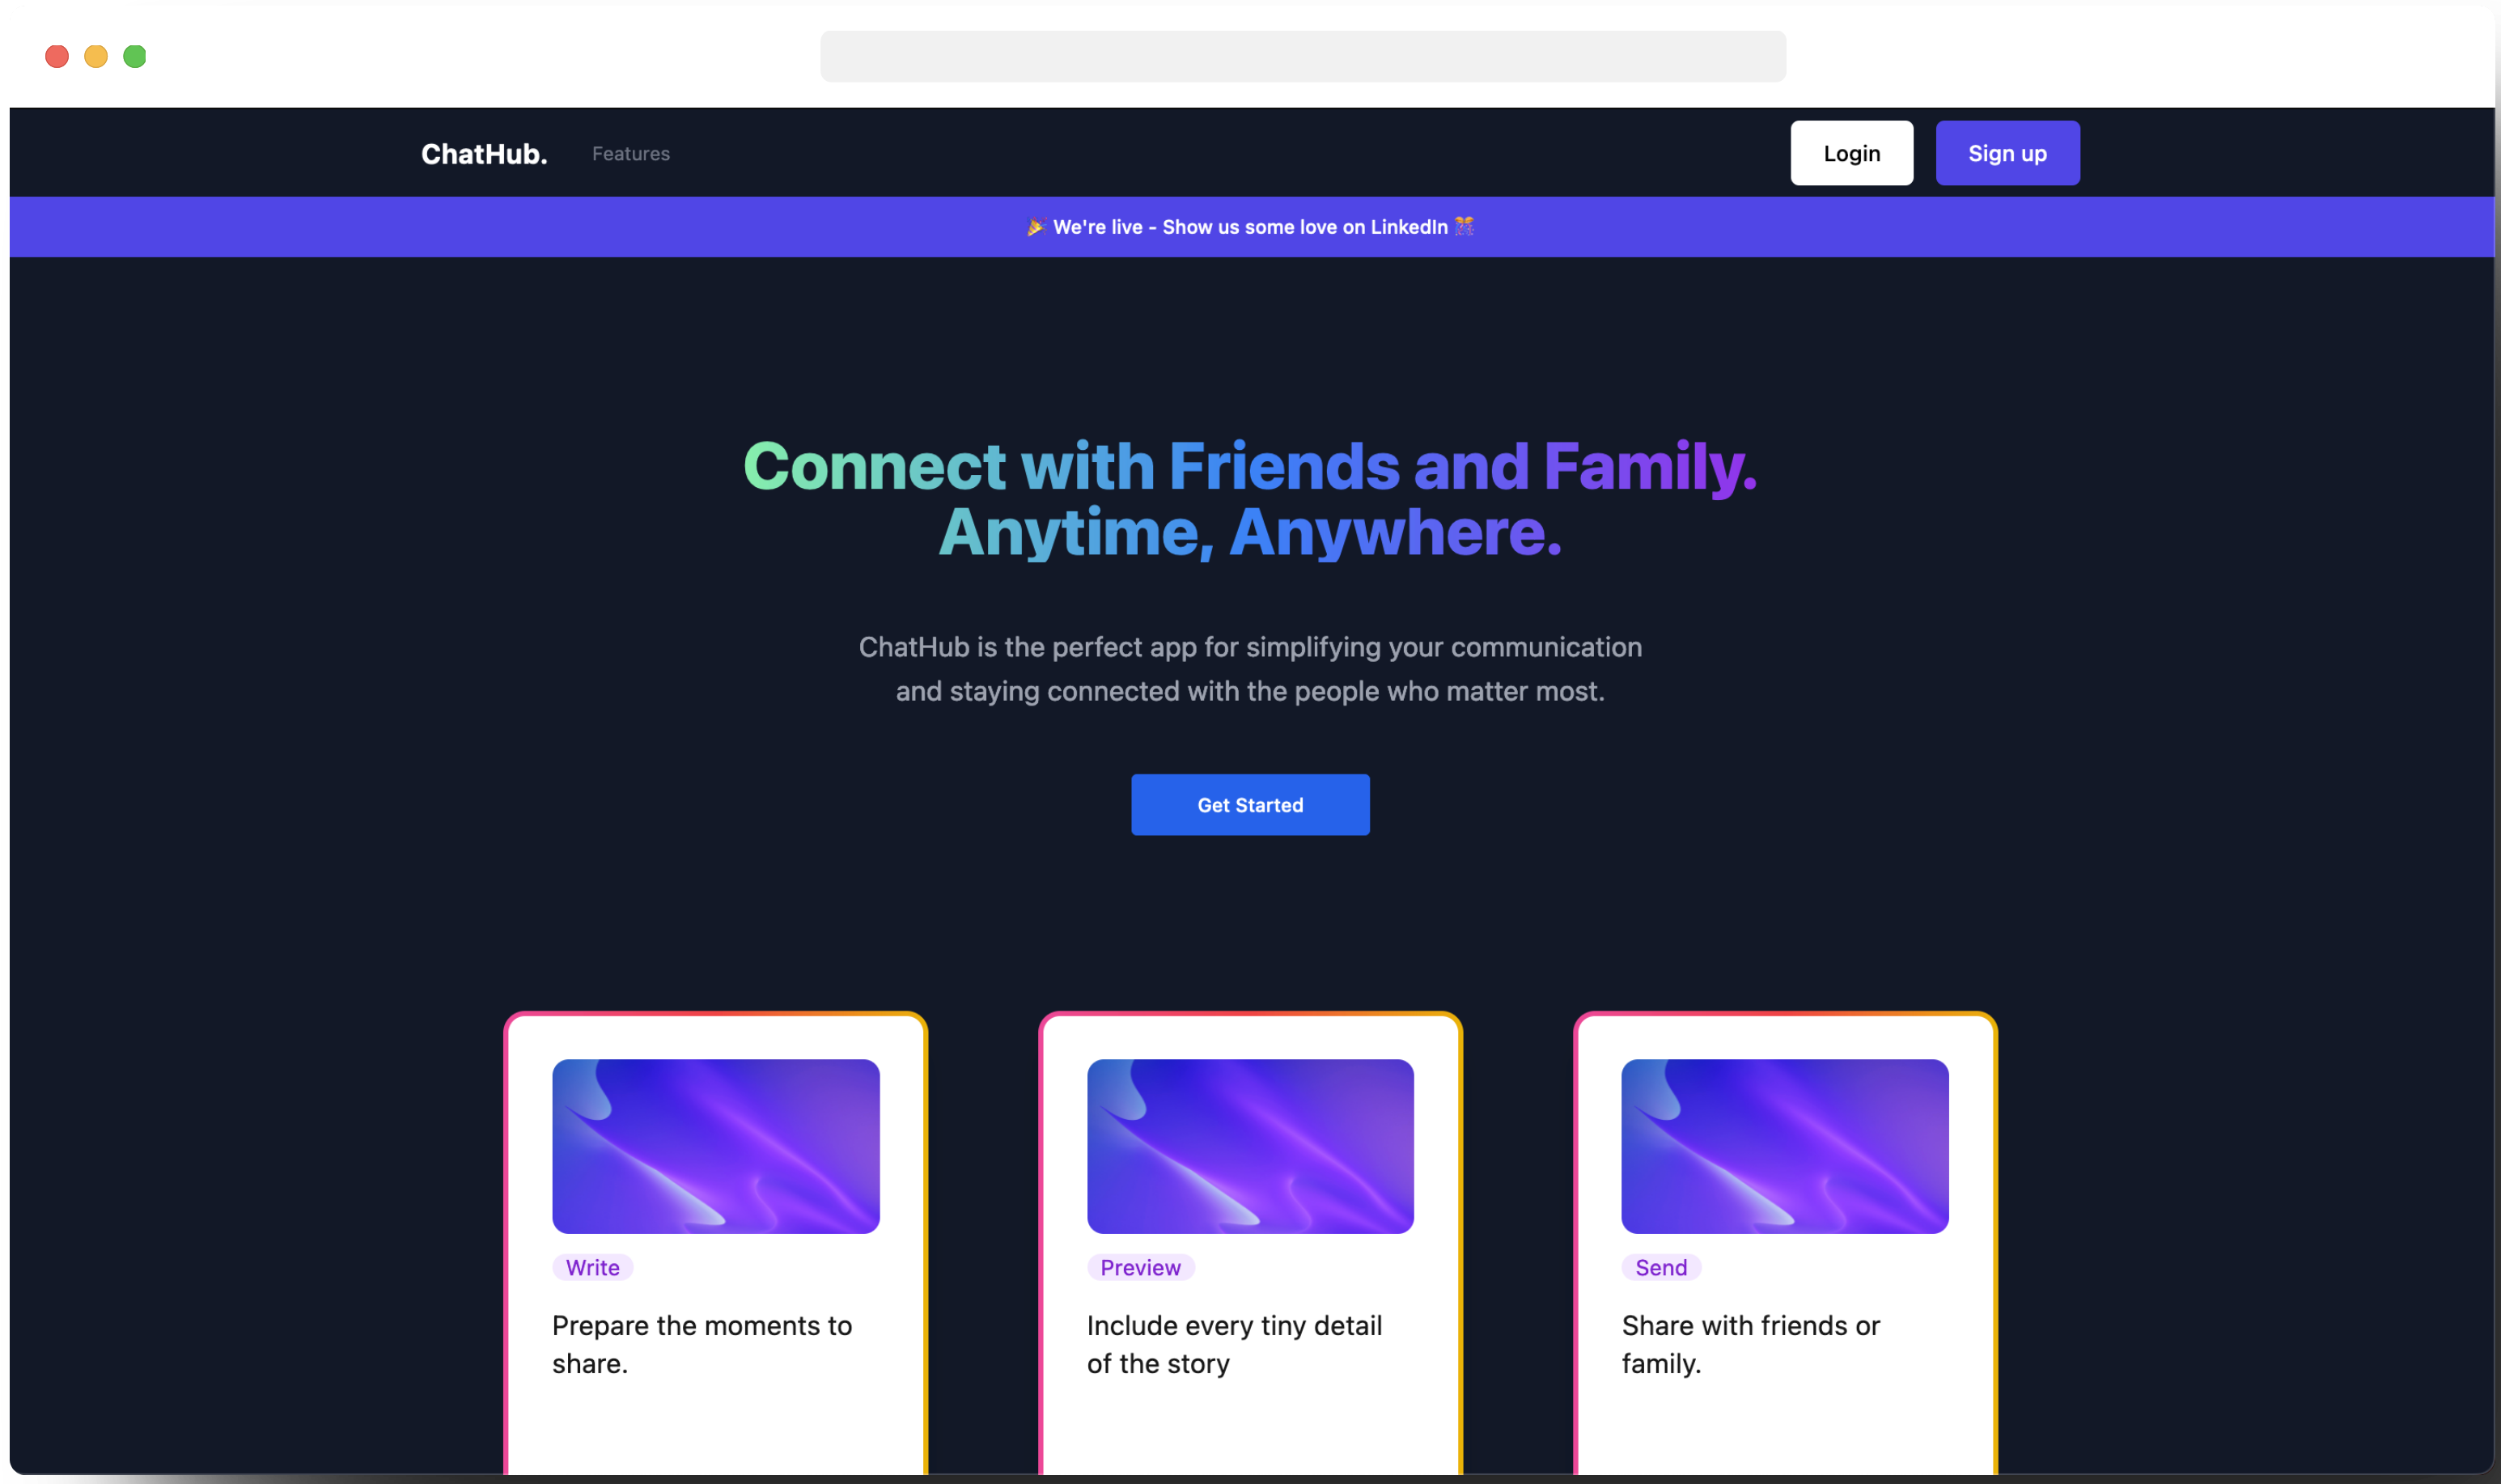 ChatHub. Features Login Sign up
🎉 We're live - Show us some love on LinkedIn 🎊
Connect with Friends and Family.
Anytime, Anywhere.
ChatHub is the perfect app for simplifying your communication
and staying connected with the people who matter most.
Get Started
Write
Prepare the moments to
share.
Preview
Include every tiny detail
of the story
Send
Share with friends or
family.